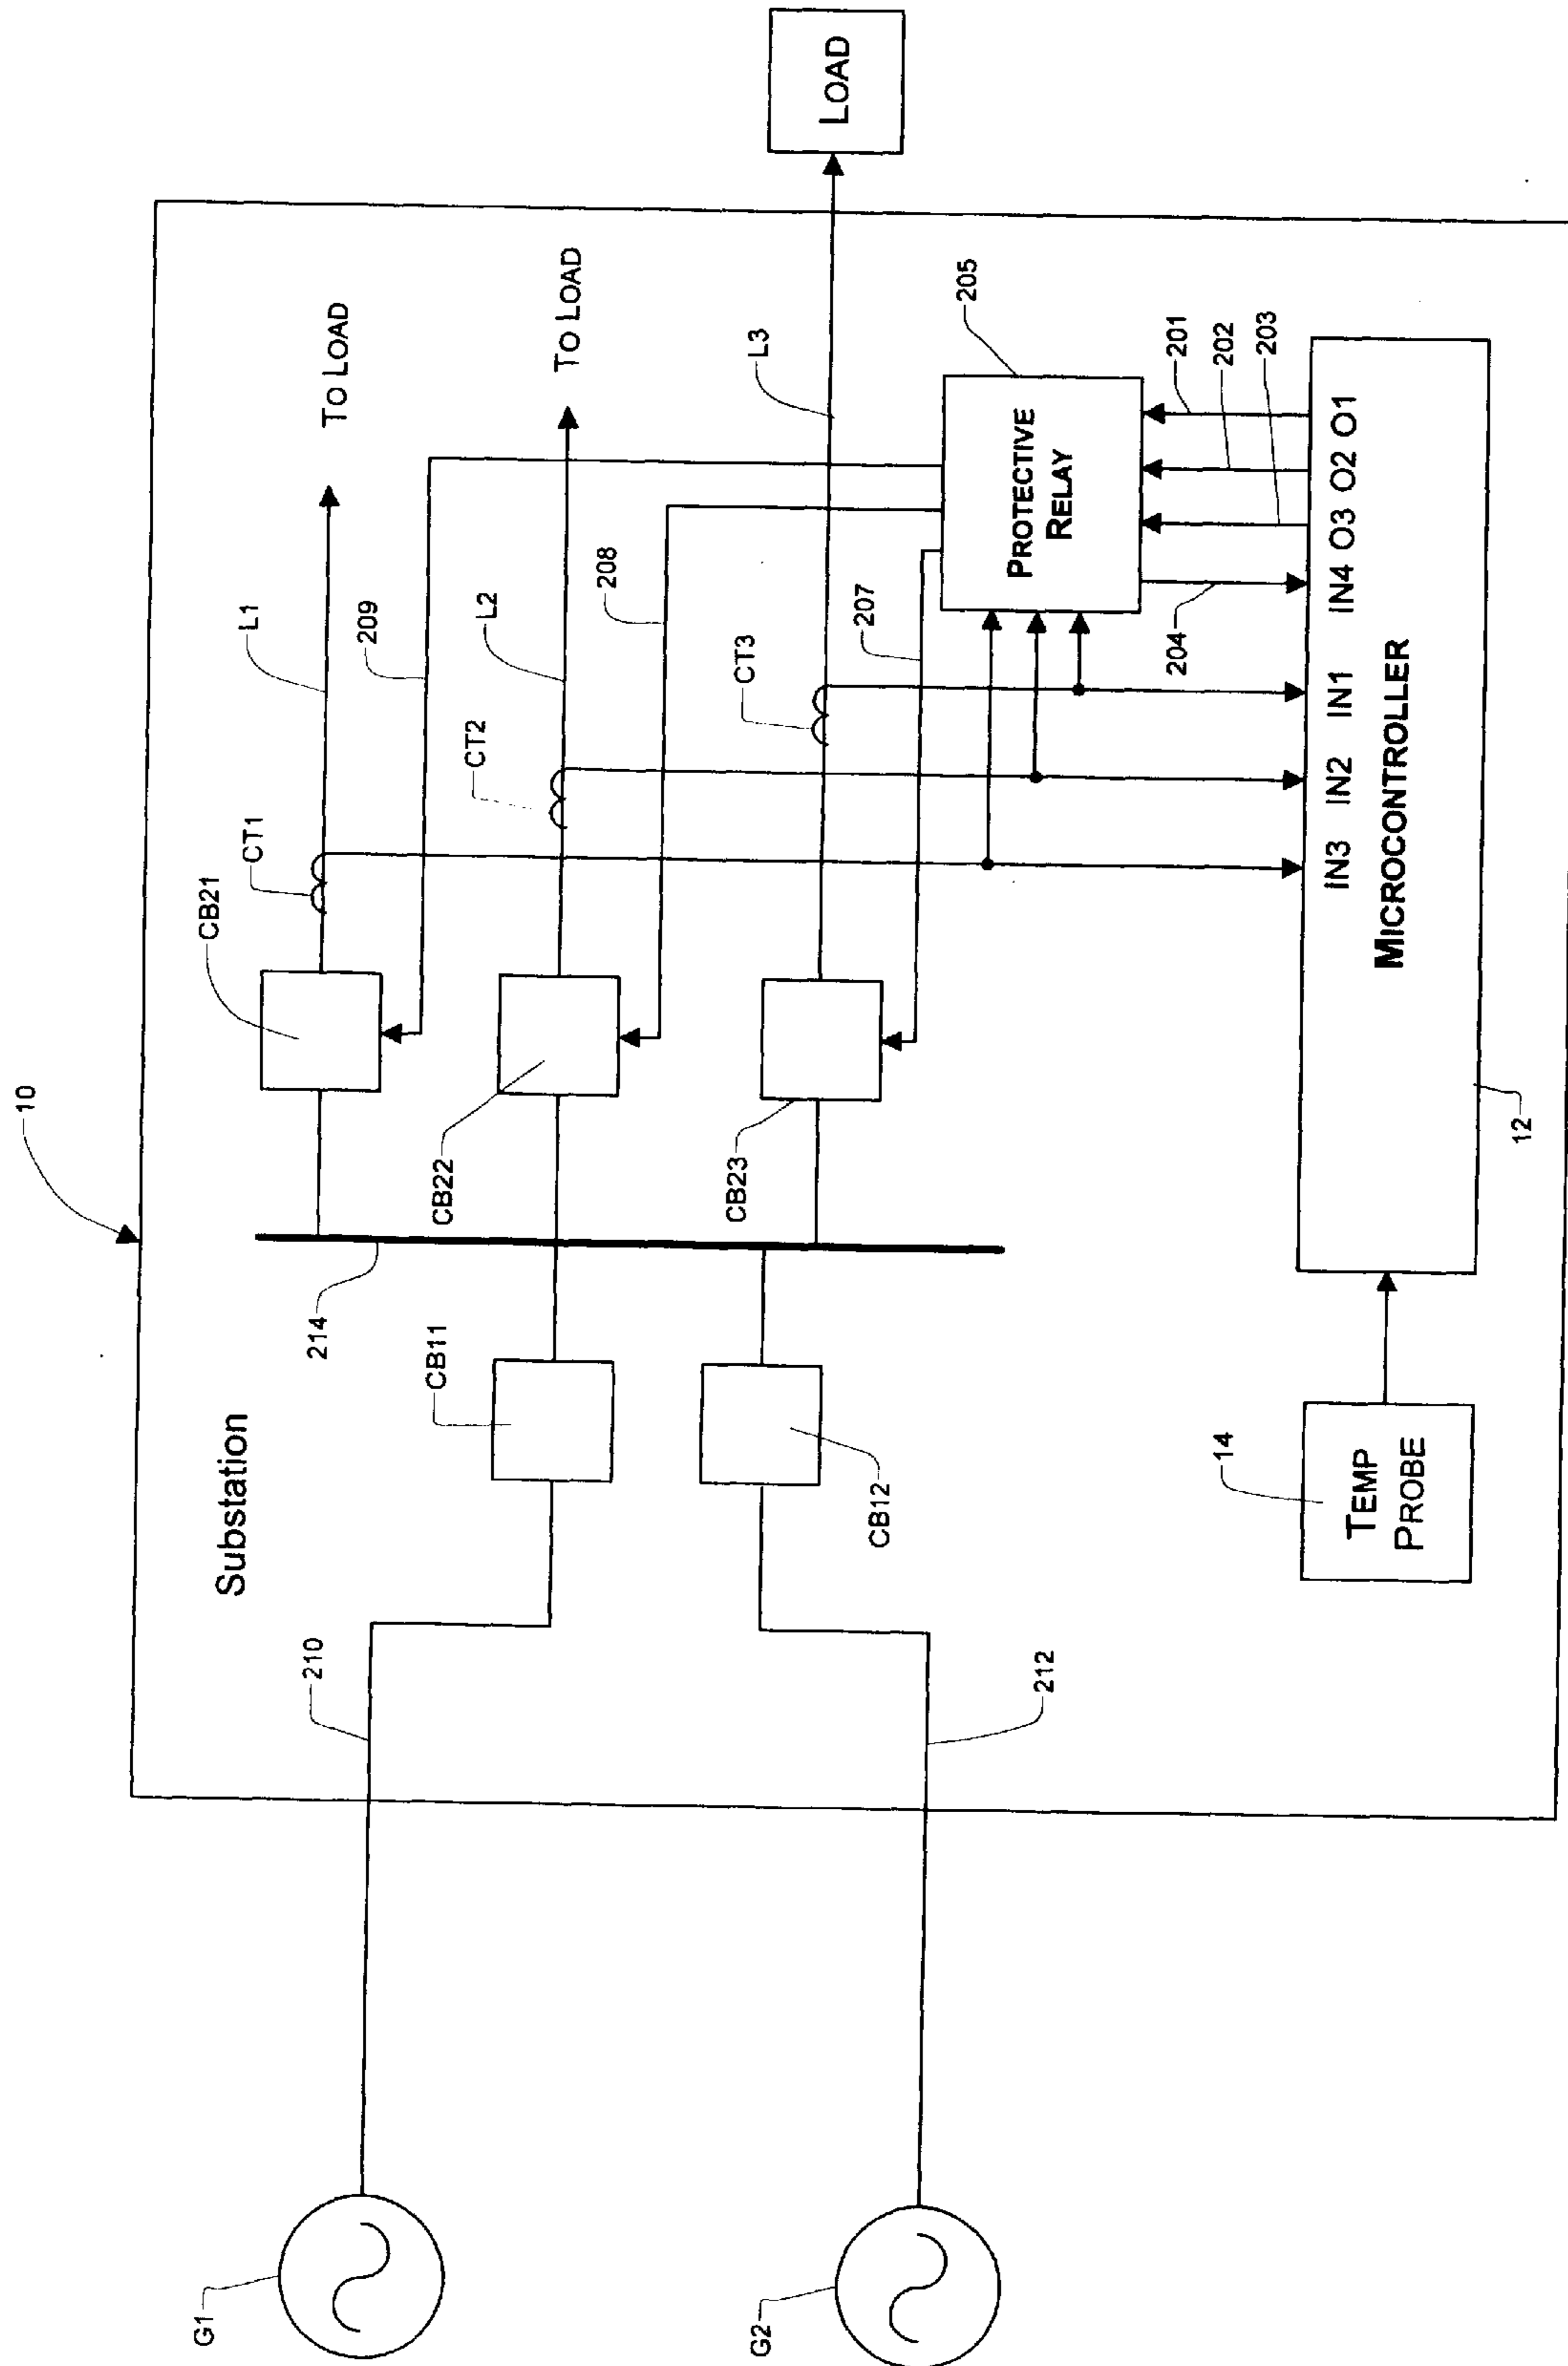 10
Substation
G1
210
CB11
214
CB21
CT1
L1
TO LOAD
209
CB22
CT2
L2
TO LOAD
208
G2
212
CB12
CB23
CT3
207
L3
LOAD
PROTECTIVE
RELAY
205
201
202
203
204
IN3 IN2 IN1 IN4 O3 O2 O1
MICROCONTROLLER
12
14
TEMP
PROBE